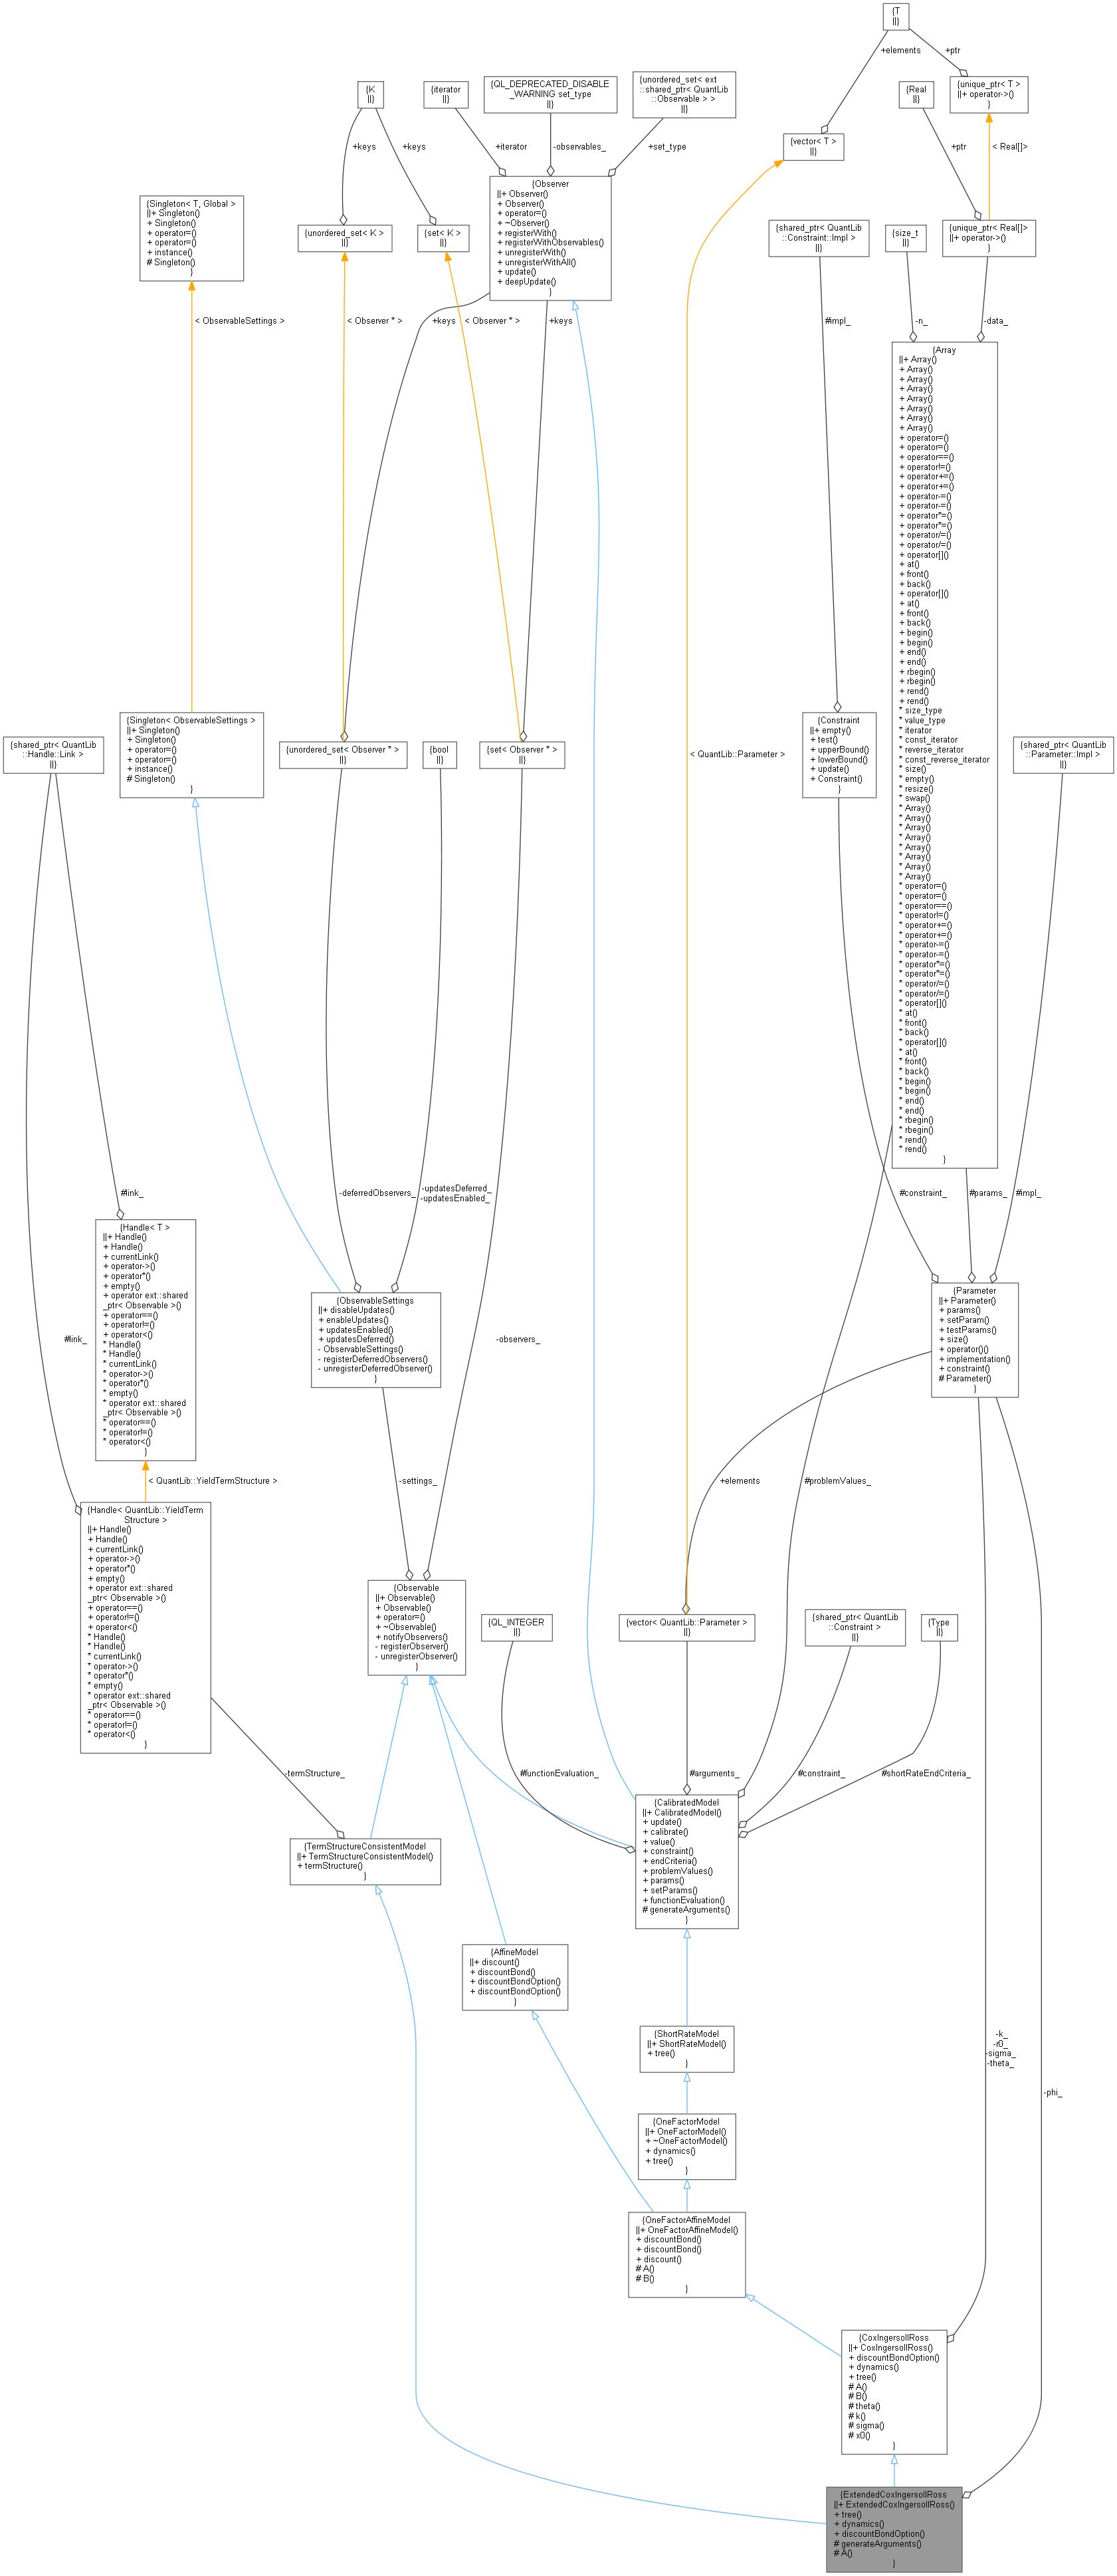 {T
||}
+elements
+ptr
{K
||}
{iterator
||}
{QL_DEPRECATED_DISABLE
_WARNING set_type
||}
{unordered_set< ext
::shared_ptr< QuantLib
::Observable > >
||}
{Real
||}
{unique_ptr< T >
||+ operator->()
}
+keys
+keys
+iterator
-observables_
+set_type
{vector< T >
||}
+ptr
< Real[]>
{Singleton< T, Global >
||+ Singleton()
+ Singleton()
+ operator=()
+ operator=()
+ instance()
# Singleton()
}
{unordered_set< K >
||}
{set< K >
||}
{Observer
||+ Observer()
+ Observer()
+ operator=()
+ ~Observer()
+ registerWith()
+ registerWithObservables()
+ unregisterWith()
+ unregisterWithAll()
+ update()
+ deepUpdate()
}
{shared_ptr< QuantLib
::Constraint::Impl >
||}
{size_t
||}
{unique_ptr< Real[]>
||+ operator->()
}
< ObservableSettings >
< Observer * >
+keys
< Observer * >
+keys
#impl_
-n_
-data_
{Array
||+ Array()
+ Array()
+ Array()
+ Array()
+ Array()
+ Array()
+ Array()
+ Array()
+ operator=()
+ operator=()
+ operator==()
+ operator!=()
+ operator+=()
+ operator+=()
+ operator-=()
+ operator-=()
+ operator*=()
+ operator*=()
+ operator/=()
+ operator/=()
+ operator[]()
+ at()
+ front()
+ back()
+ operator[]()
+ at()
+ front()
+ back()
+ begin()
+ begin()
+ end()
+ end()
+ rbegin()
+ rbegin()
+ rend()
+ rend()
* size_type
* value_type
* iterator
* const_iterator
* reverse_iterator
* const_reverse_iterator
* size()
* empty()
* resize()
* swap()
* Array()
* Array()
* Array()
* Array()
* Array()
* Array()
* Array()
* Array()
* operator=()
* operator=()
* operator==()
* operator!=()
* operator+=()
* operator+=()
* operator-=()
* operator-=()
* operator*=()
* operator*=()
* operator/=()
* operator/=()
* operator[]()
* at()
* front()
* back()
* operator[]()
* at()
* front()
* back()
* begin()
* begin()
* end()
* end()
* rbegin()
* rbegin()
* rend()
* rend()
}
{shared_ptr< QuantLib
::Handle::Link >
||}
{Singleton< ObservableSettings >
||+ Singleton()
+ Singleton()
+ operator=()
+ operator=()
+ instance()
# Singleton()
}
{unordered_set< Observer * >
||}
{bool
||}
{set< Observer * >
||}
< QuantLib::Parameter >
{Constraint
||+ empty()
+ test()
+ upperBound()
+ lowerBound()
+ update()
+ Constraint()
}
{shared_ptr< QuantLib
::Parameter::Impl >
||}
#link_
-deferredObservers_
-updatesDeferred_
-updatesEnabled_
#constraint_
#params_
#impl_
{Handle< T >
||+ Handle()
+ Handle()
+ currentLink()
+ operator->()
+ operator*()
+ empty()
+ operator ext::shared
_ptr< Observable >()
+ operator==()
+ operator!=()
+ operator<()
* Handle()
* Handle()
* currentLink()
* operator->()
* operator*()
* empty()
* operator ext::shared
_ptr< Observable >()
* operator==()
* operator!=()
* operator<()
}
#link_
{ObservableSettings
||+ disableUpdates()
+ enableUpdates()
+ updatesEnabled()
+ updatesDeferred()
- ObservableSettings()
- registerDeferredObservers()
- unregisterDeferredObserver()
}
-observers_
{Parameter
||+ Parameter()
+ params()
+ setParam()
+ testParams()
+ size()
+ operator()()
+ implementation()
+ constraint()
# Parameter()
}
< QuantLib::YieldTermStructure >
-settings_
+elements
#problemValues_
{Handle< QuantLib::YieldTerm
Structure >
||+ Handle()
+ Handle()
+ currentLink()
+ operator->()
+ operator*()
+ empty()
+ operator ext::shared
_ptr< Observable >()
+ operator==()
+ operator!=()
+ operator<()
* Handle()
* Handle()
* currentLink()
* operator->()
* operator*()
* empty()
* operator ext::shared
_ptr< Observable >()
* operator==()
* operator!=()
* operator<()
}
{Observable
||+ Observable()
+ Observable()
+ operator=()
+ ~Observable()
+ notifyObservers()
- registerObserver()
- unregisterObserver()
}
{QL_INTEGER
||}
{vector< QuantLib::Parameter >
||}
{shared_ptr< QuantLib
::Constraint >
||}
{Type
||}
-termStructure_
#functionEvaluation_
#arguments_
#constraint_
#shortRateEndCriteria_
{TermStructureConsistentModel
||+ TermStructureConsistentModel()
+ termStructure()
}
{CalibratedModel
||+ CalibratedModel()
+ update()
+ calibrate()
+ value()
+ constraint()
+ endCriteria()
+ problemValues()
+ params()
+ setParams()
+ functionEvaluation()
# generateArguments()
}
{AffineModel
||+ discount()
+ discountBond()
+ discountBondOption()
+ discountBondOption()
}
{ShortRateModel
||+ ShortRateModel()
+ tree()
}
-k_
-r0_
-sigma_
-theta_
-phi_
{OneFactorModel
||+ OneFactorModel()
+ ~OneFactorModel()
+ dynamics()
+ tree()
}
{OneFactorAffineModel
||+ OneFactorAffineModel()
+ discountBond()
+ discountBond()
+ discount()
# A()
# B()
}
{CoxIngersollRoss
||+ CoxIngersollRoss()
+ discountBondOption()
+ dynamics()
+ tree()
# A()
# B()
# theta()
# k()
# sigma()
# x0()
}
{ExtendedCoxIngersollRoss
||+ ExtendedCoxIngersollRoss()
+ tree()
+ dynamics()
+ discountBondOption()
# generateArguments()
# A()
}